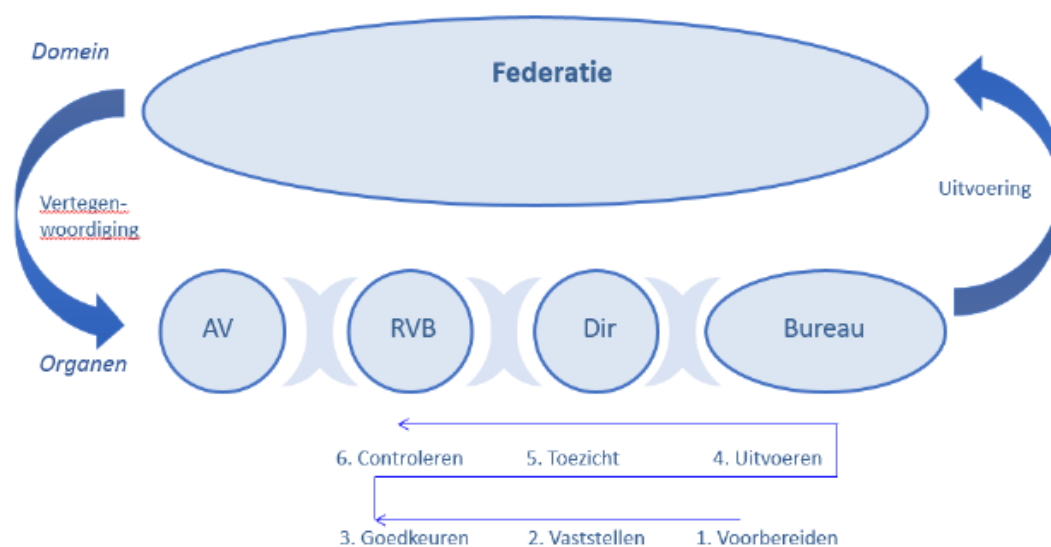 Domein
Federatie
Vertegen-
woordiging
Uitvoering
AV
RVB
Dir
Bureau
Organen
6. Controleren
5. Toezicht
4. Uitvoeren
3. Goedkeuren
2. Vaststellen
1. Voorbereiden